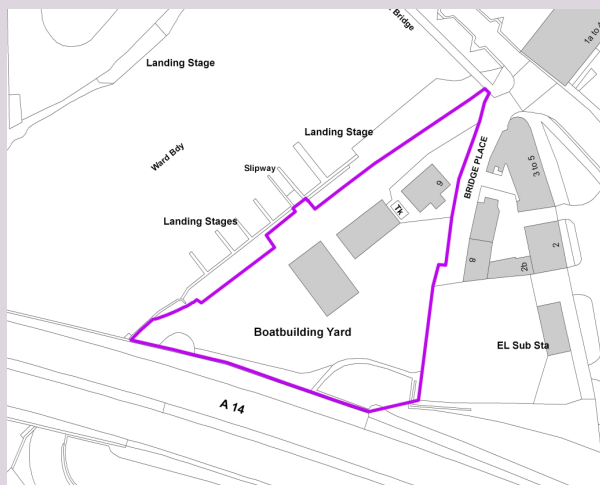 Bridge
1a to
Landing Stage
Landing Stage
Ward Bdy
Slipway
BRIDGE PLACE
3 to 5
9
Tk
Landing Stages
2
8
2b
Boatbuilding Yard
EL Sub Sta
A 14